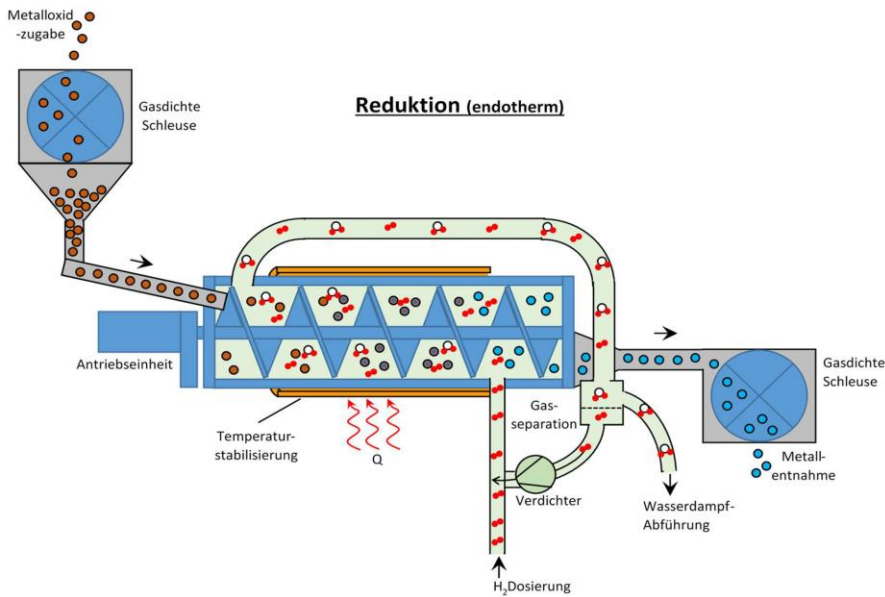 Metalloxid
-zugabe
Gasdichte
Schleuse
Reduktion (endotherm)
Antriebseinheit
Temperatur-
stabilisierung
Q
Gas-
separation
Verdichter
H₂Dosierung
Wasserdampf-
Abführung
Gasdichte
Schleuse
Metall-
entnahme